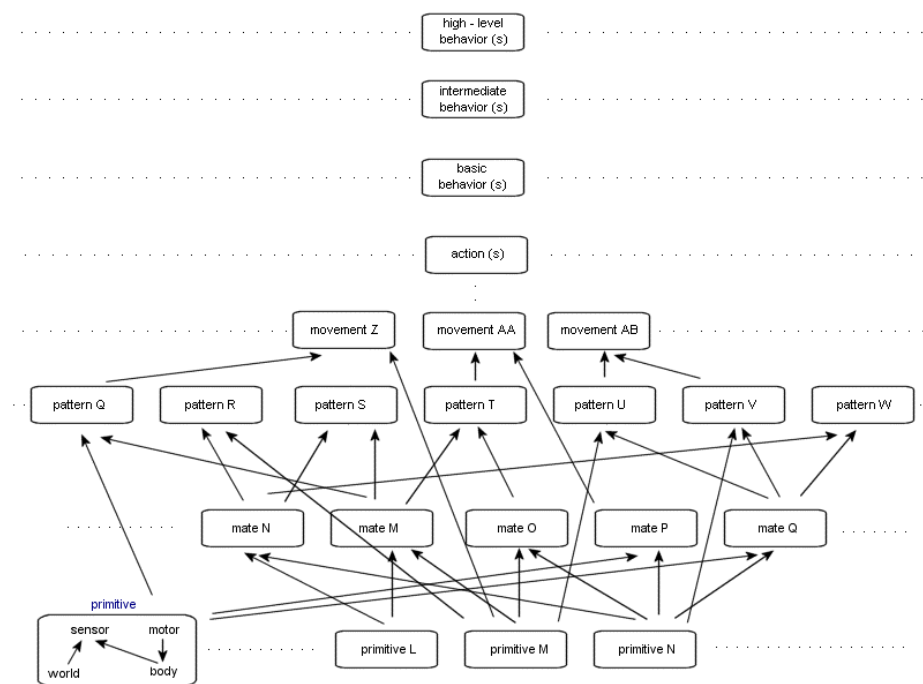 high - level
behavior (s)
intermediate
behavior (s)
basic
behavior (s)
action (s)
movement Z
movement AA
movement AB
pattern Q
pattern R
pattern S
pattern T
pattern U
pattern V
pattern W
mate N
mate M
mate O
mate P
mate Q
primitive
sensor
motor
world
body
primitive L
primitive M
primitive N